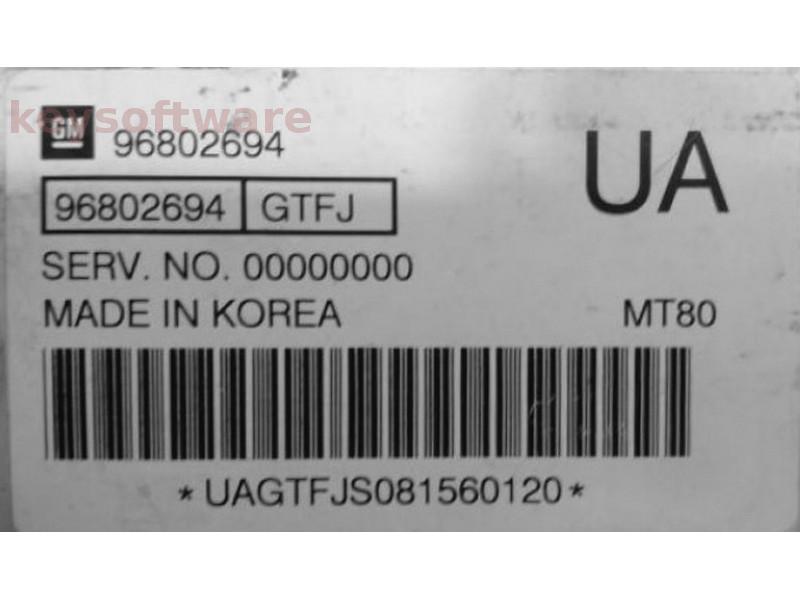 keysoftware
GM 96802694
UA
96802694 GTFJ
SERV. NO. 00000000
MADE IN KOREA MT80
*UAGTFJS081560120*